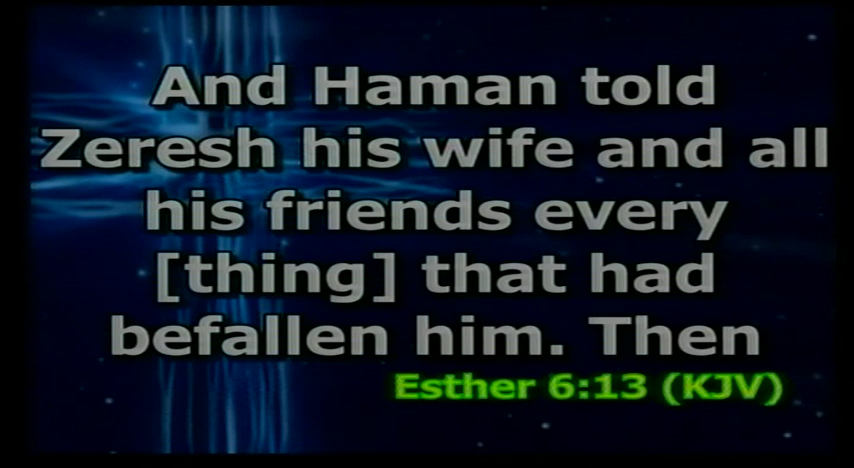 And Haman told
Zeresh his wife and all
his friends every
[thing] that had
befallen him. Then
Esther 6:13 (KJV)